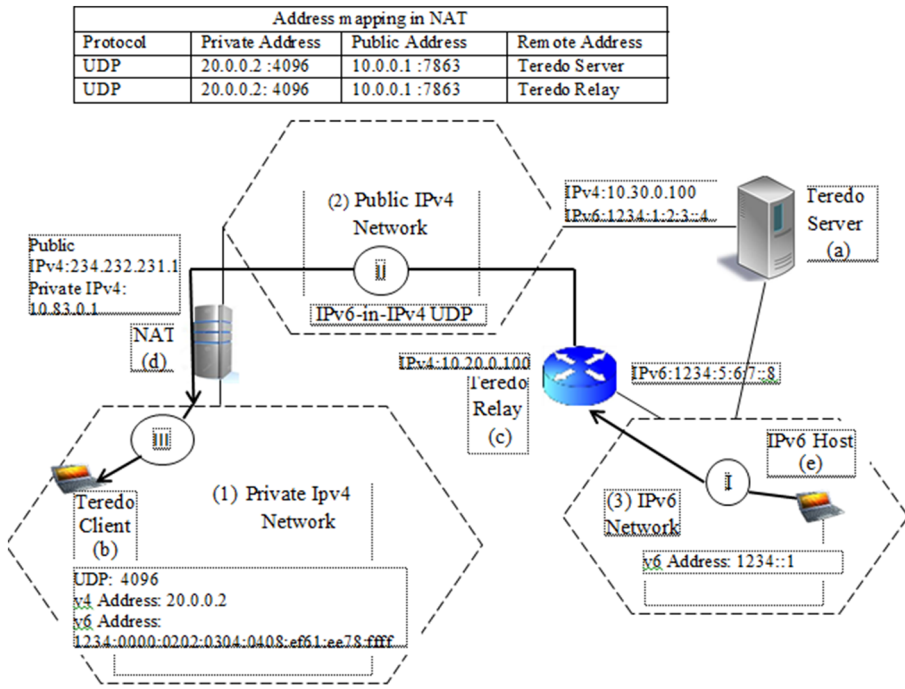 Address mapping in NAT
Protocol Private Address Public Address Remote Address
UDP 20.0.0.2 :4096 10.0.0.1 :7863 Teredo Server
UDP 20.0.0.2: 4096 10.0.0.1 :7863 Teredo Relay
(2) Public IPv4
Network
IPv4:10.30.0.100
IPv6:1234:1:2:3::4
Teredo
Server
(a)
Public
IPv4:234.232.231.1
Private IPv4:
10.83.0.1
II
IPv6-in-IPv4 UDP
NAT
(d)
IPv4:10.20.0.100
Teredo
Relay
(c)
IPv6:1234:5:6:7::8
III
IPv6 Host
(e)
I
(1) Private Ipv4
Network
Teredo
Client
(b)
(3) IPv6
Network
v6 Address: 1234::1
UDP: 4096
v4 Address: 20.0.0.2
v6 Address:
1234:0000:0202:0304:0408:ef61:ee78:ffff